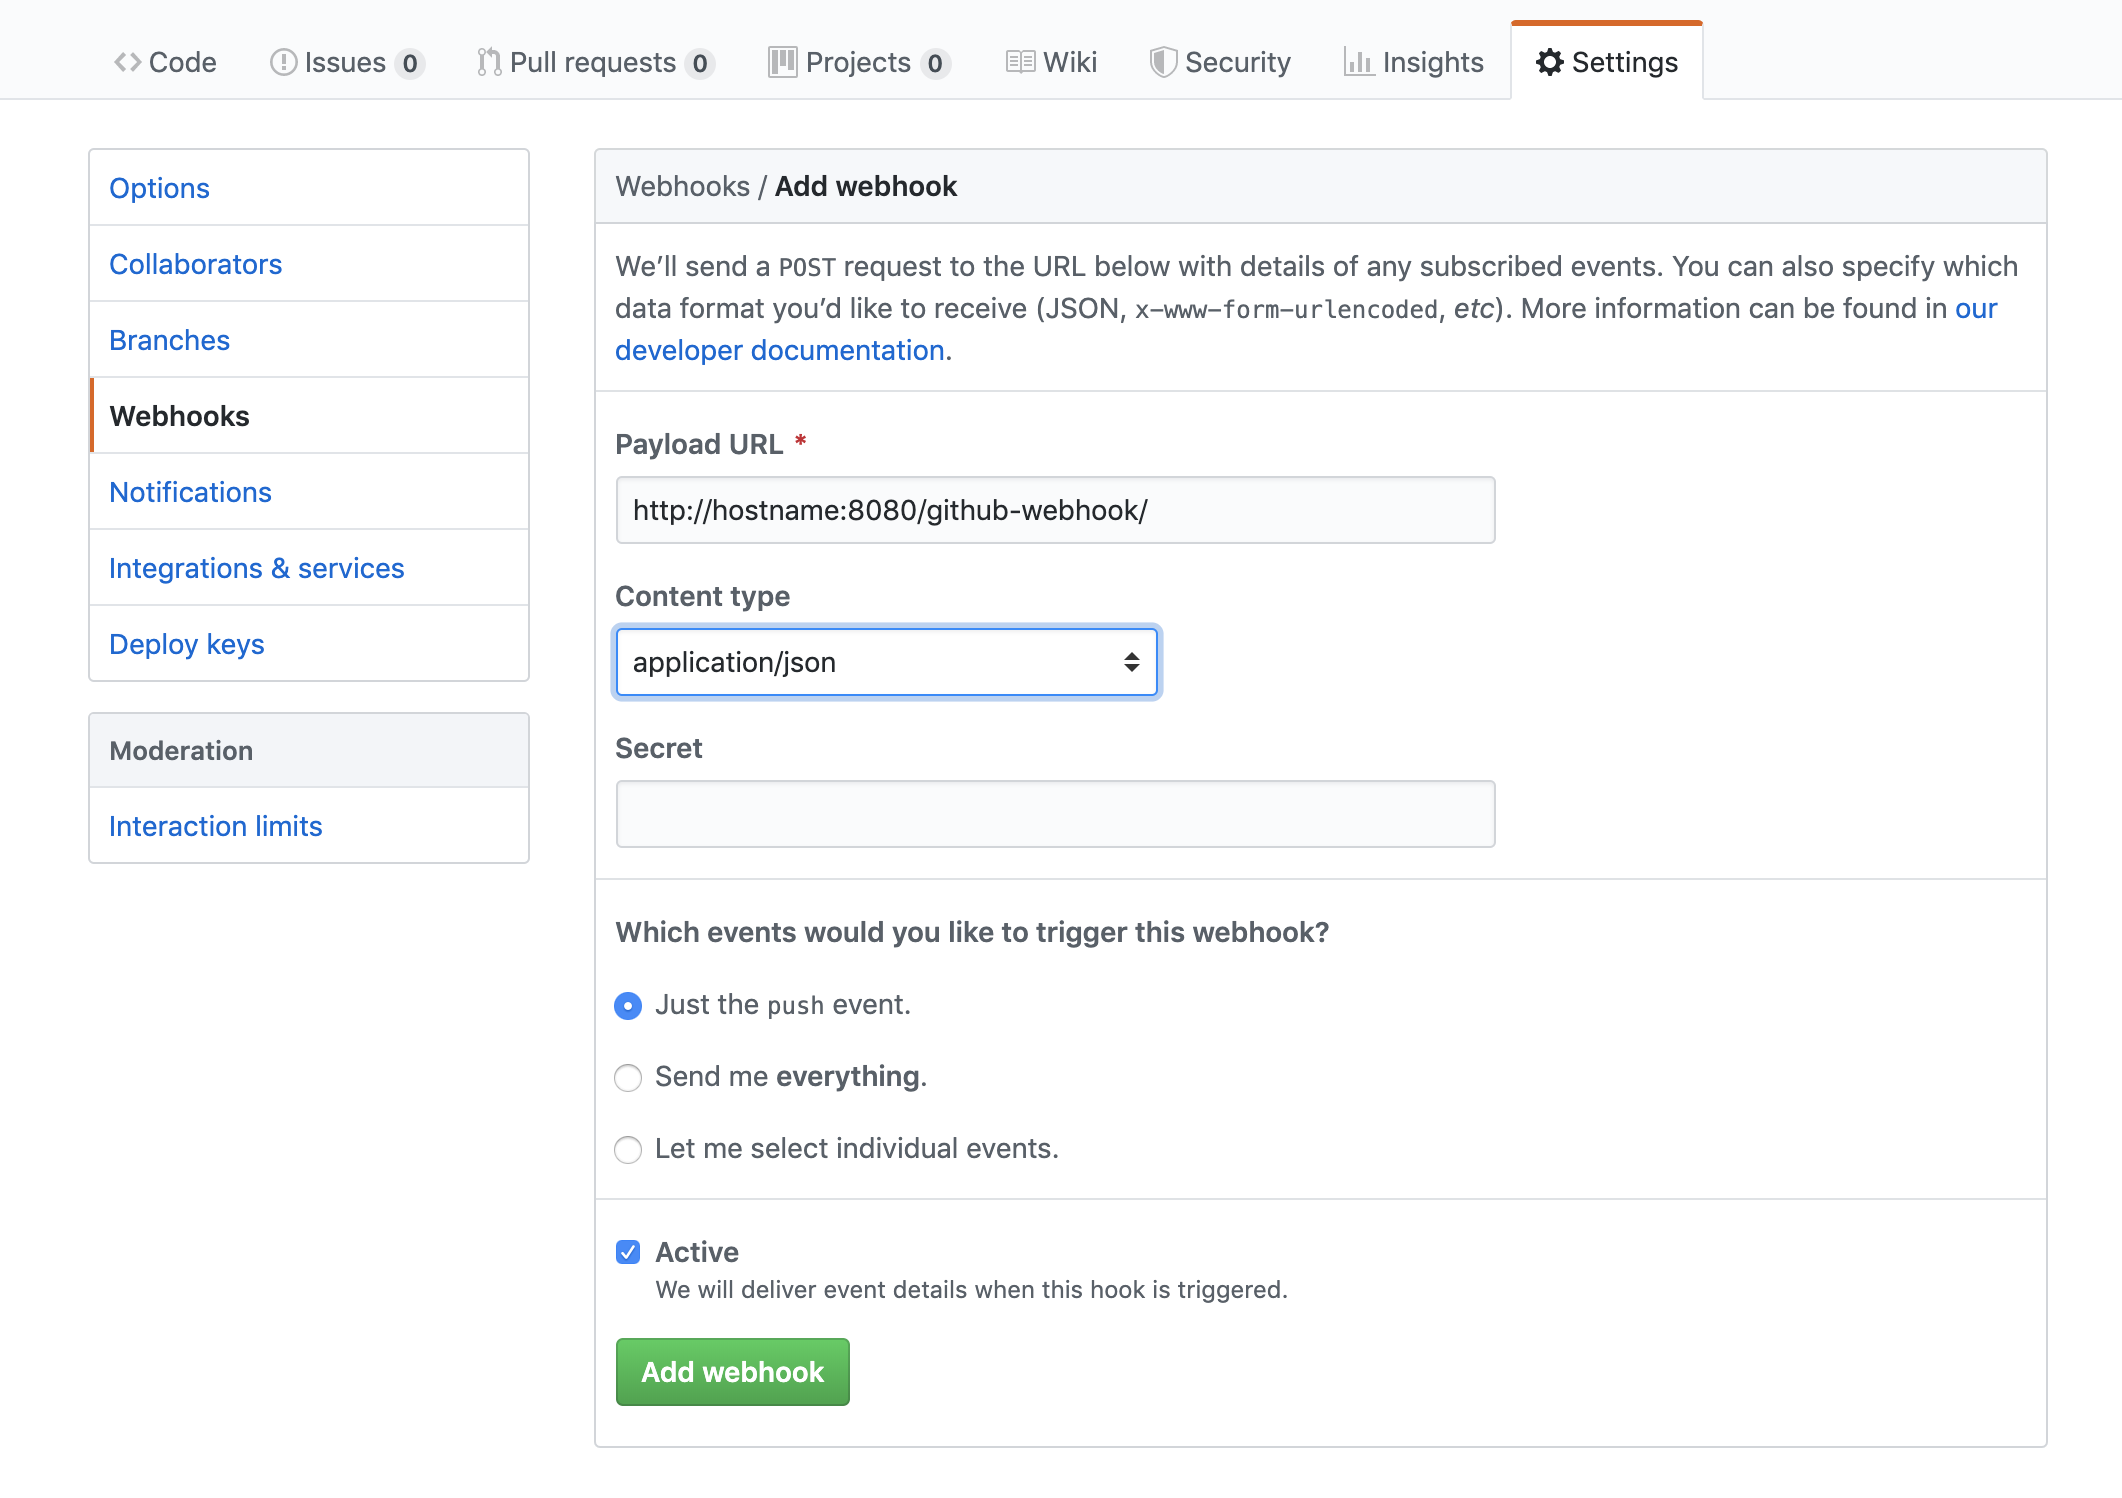 Code Issues 0 Pull requests 0 Projects 0 Wiki Security Insights Settings
Options
Collaborators
Branches
Webhooks
Notifications
Integrations & services
Deploy keys
Moderation
Interaction limits
Webhooks / Add webhook
We’ll send a POST request to the URL below with details of any subscribed events. You can also specify which
data format you’d like to receive (JSON, x-www-form-urlencoded, etc). More information can be found in our
developer documentation.
Payload URL *
http://hostname:8080/github-webhook/
Content type
application/json
Secret
Which events would you like to trigger this webhook?
Just the push event.
Send me everything.
Let me select individual events.
Active
We will deliver event details when this hook is triggered.
Add webhook